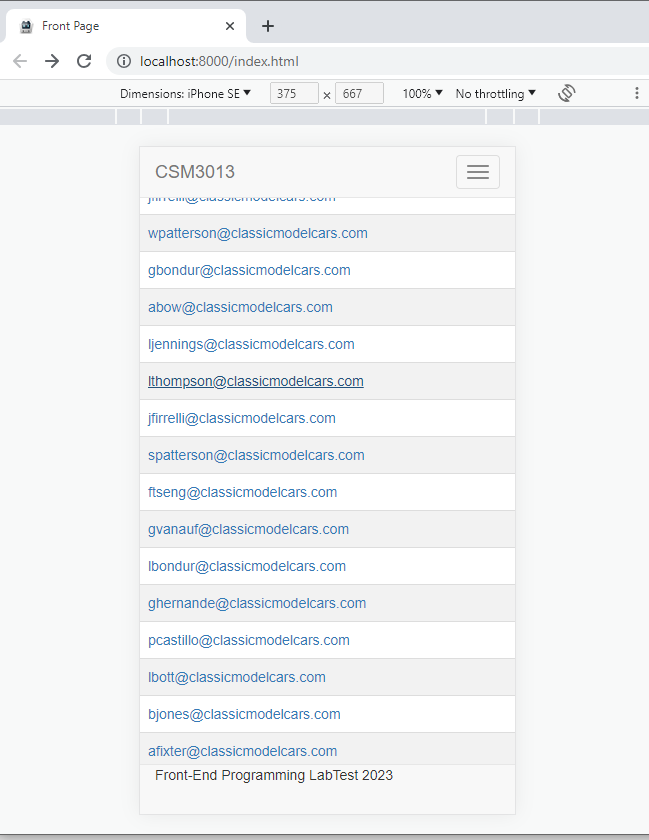 Front Page
localhost:8000/index.html
Dimensions: iPhone SE 375 × 667 100% No throttling
CSM3013
jfirrelli@classicmodelcars.com
wpatterson@classicmodelcars.com
gbondur@classicmodelcars.com
abow@classicmodelcars.com
ljennings@classicmodelcars.com
lthompson@classicmodelcars.com
jfirrelli@classicmodelcars.com
spatterson@classicmodelcars.com
ftseng@classicmodelcars.com
gvanauf@classicmodelcars.com
lbondur@classicmodelcars.com
ghernande@classicmodelcars.com
pcastillo@classicmodelcars.com
lbott@classicmodelcars.com
bjones@classicmodelcars.com
afixter@classicmodelcars.com
Front-End Programming LabTest 2023